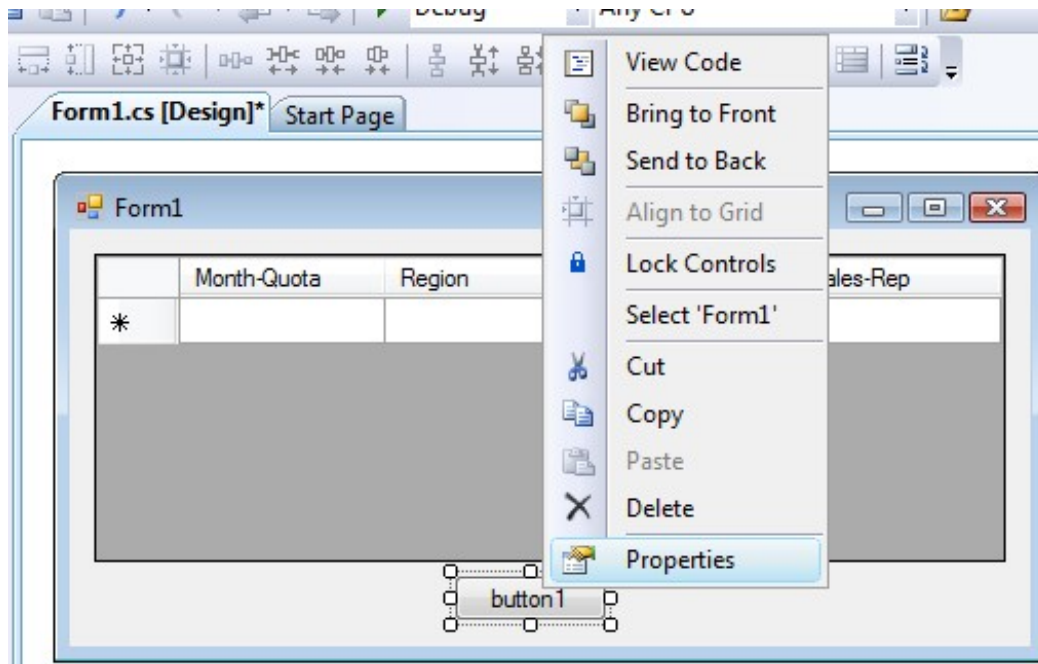 Debug Any CPU
View Code
Form1.cs [Design]* Start Page
Bring to Front
Send to Back
Form1
Align to Grid
Lock Controls
Month-Quota Region ales-Rep
Select 'Form1'
Cut
Copy
Paste
Delete
Properties
button1